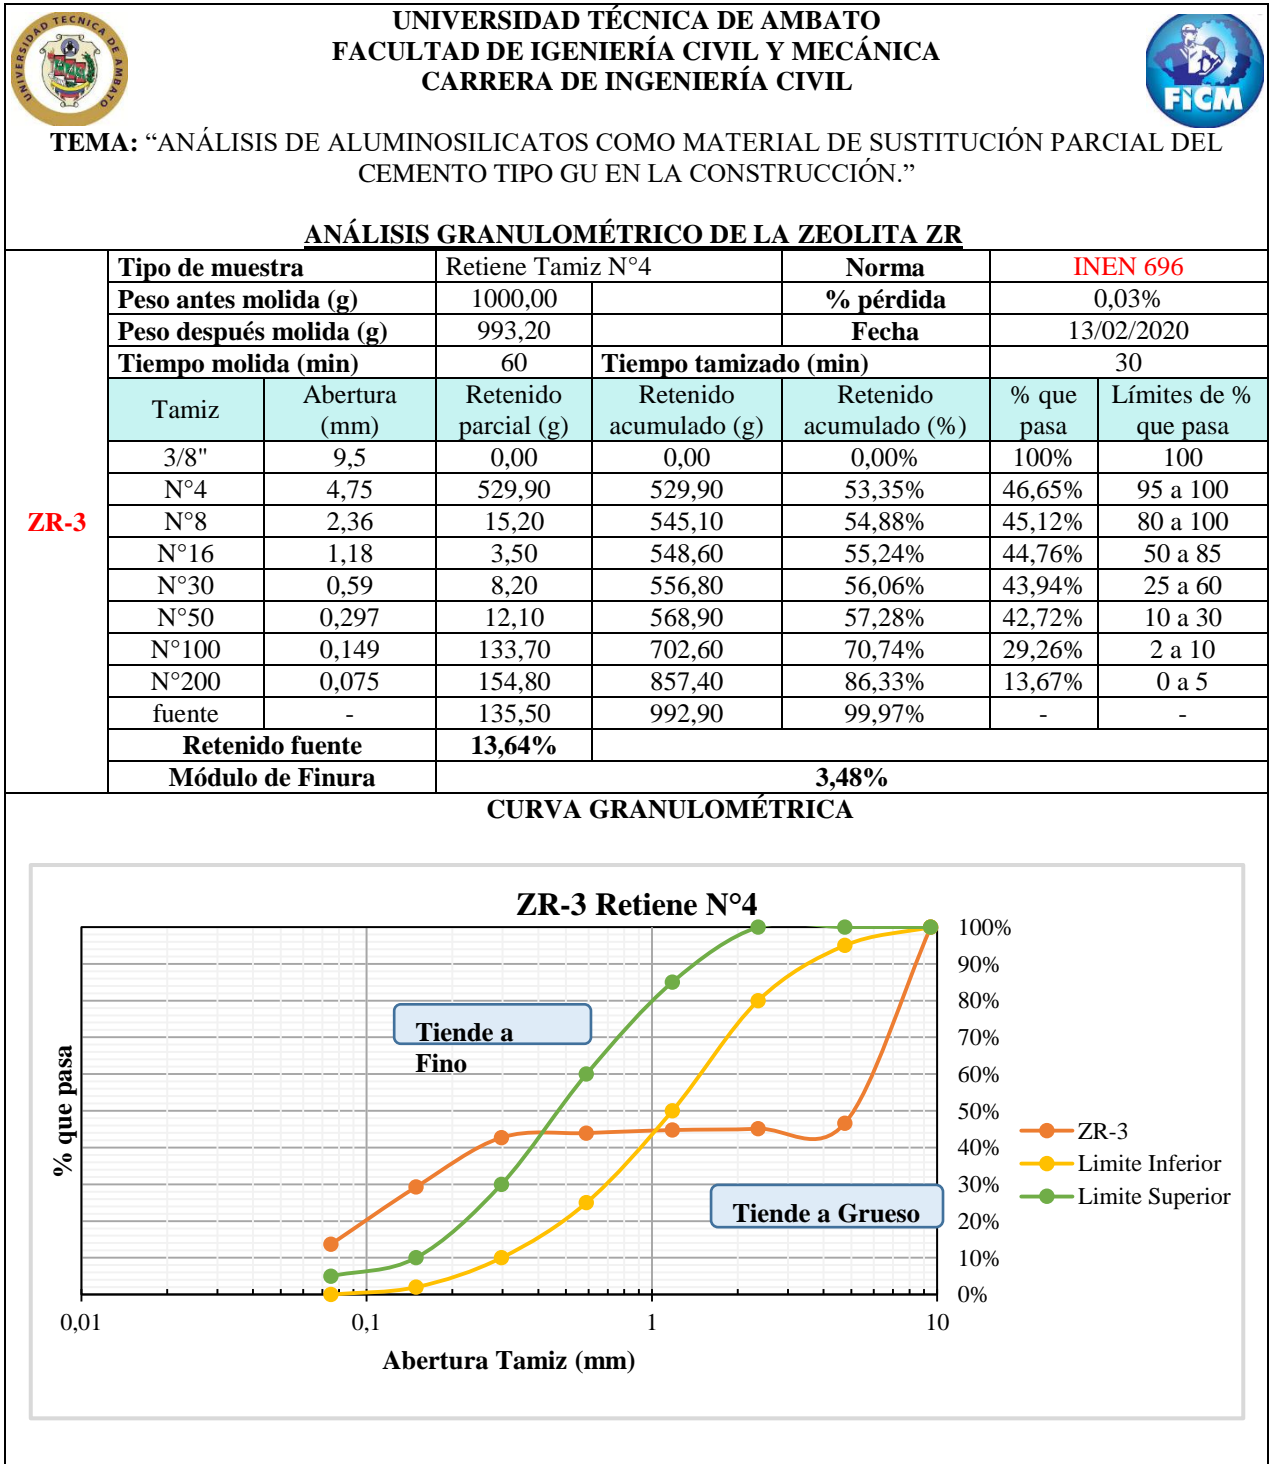 UNIVERSIDAD TÉCNICA DE AMBATO
FACULTAD DE IGENIERÍA CIVIL Y MECÁNICA
CARRERA DE INGENIERÍA CIVIL
UNIVERSIDAD TECNICA DE AMBATO
FICM
TEMA: “ANÁLISIS DE ALUMINOSILICATOS COMO MATERIAL DE SUSTITUCIÓN PARCIAL DEL
CEMENTO TIPO GU EN LA CONSTRUCCIÓN.”
ANÁLISIS GRANULOMÉTRICO DE LA ZEOLITA ZR
ZR-3
Tipo de muestra Retiene Tamiz N°4 Norma INEN 696
Peso antes molida (g) 1000,00 % pérdida 0,03%
Peso después molida (g) 993,20 Fecha 13/02/2020
Tiempo molida (min) 60 Tiempo tamizado (min) 30
Tamiz Abertura (mm) Retenido parcial (g) Retenido acumulado (g) Retenido acumulado (%) % que pasa Límites de % que pasa
3/8" 9,5 0,00 0,00 0,00% 100% 100
N°4 4,75 529,90 529,90 53,35% 46,65% 95 a 100
N°8 2,36 15,20 545,10 54,88% 45,12% 80 a 100
N°16 1,18 3,50 548,60 55,24% 44,76% 50 a 85
N°30 0,59 8,20 556,80 56,06% 43,94% 25 a 60
N°50 0,297 12,10 568,90 57,28% 42,72% 10 a 30
N°100 0,149 133,70 702,60 70,74% 29,26% 2 a 10
N°200 0,075 154,80 857,40 86,33% 13,67% 0 a 5
fuente - 135,50 992,90 99,97% - -
Retenido fuente 13,64%
Módulo de Finura 3,48%
CURVA GRANULOMÉTRICA
ZR-3 Retiene N°4
100%
90%
80%
70%
60%
50%
40%
30%
20%
10%
0%
% que pasa
Tiende a
Fino
Tiende a Grueso
ZR-3
Limite Inferior
Limite Superior
0,01 0,1 1 10
Abertura Tamiz (mm)